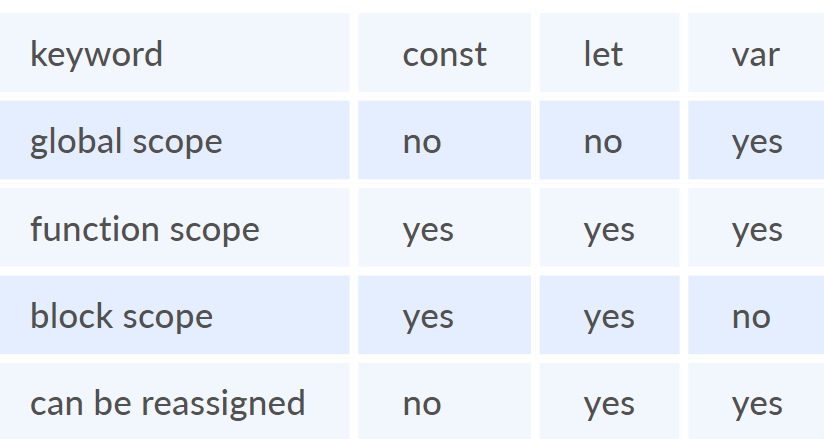 keyword const let var
global scope no no yes
function scope yes yes yes
block scope yes yes no
can be reassigned no yes yes